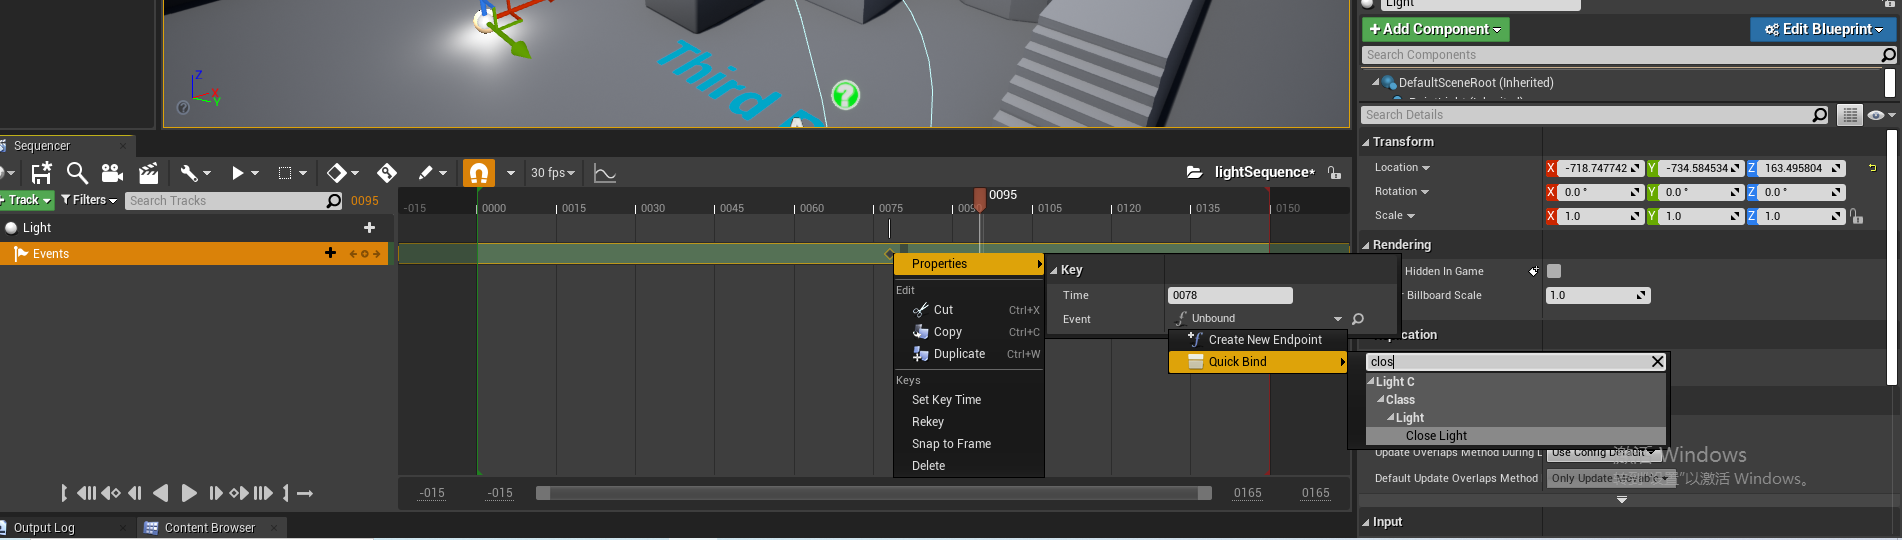 Light
Add Component
Edit Blueprint
Search Components
DefaultSceneRoot (Inherited)
Search Details
Z
X
Y
Third
Sequencer
30 fps
lightSequence*
Track
Filters
Search Tracks
0095
0095
-015 0000 0015 0030 0045 0060 0075 0090 0105 0120 0135 0150
Light
Events
Properties
Edit
Cut Ctrl+X
Copy Ctrl+C
Duplicate Ctrl+W
Keys
Set Key Time
Rekey
Snap to Frame
Delete
Key
Time 0078
Event Unbound
Create New Endpoint
Quick Bind
clos
Light C
Class
Light
Close Light
Transform
Location X -718.747742 Y -734.584534 Z 163.495804
Rotation X 0.0 ° Y 0.0 ° Z 0.0 °
Scale X 1.0 Y 1.0 Z 1.0
Rendering
Hidden In Game
Billboard Scale 1.0
cation
Update Overlaps Method During Use Config Default
Default Update Overlaps Method Only Update
激活 Windows
以激活 Windows。
Input
-015 -015 0165 0165
Output Log
Content Browser